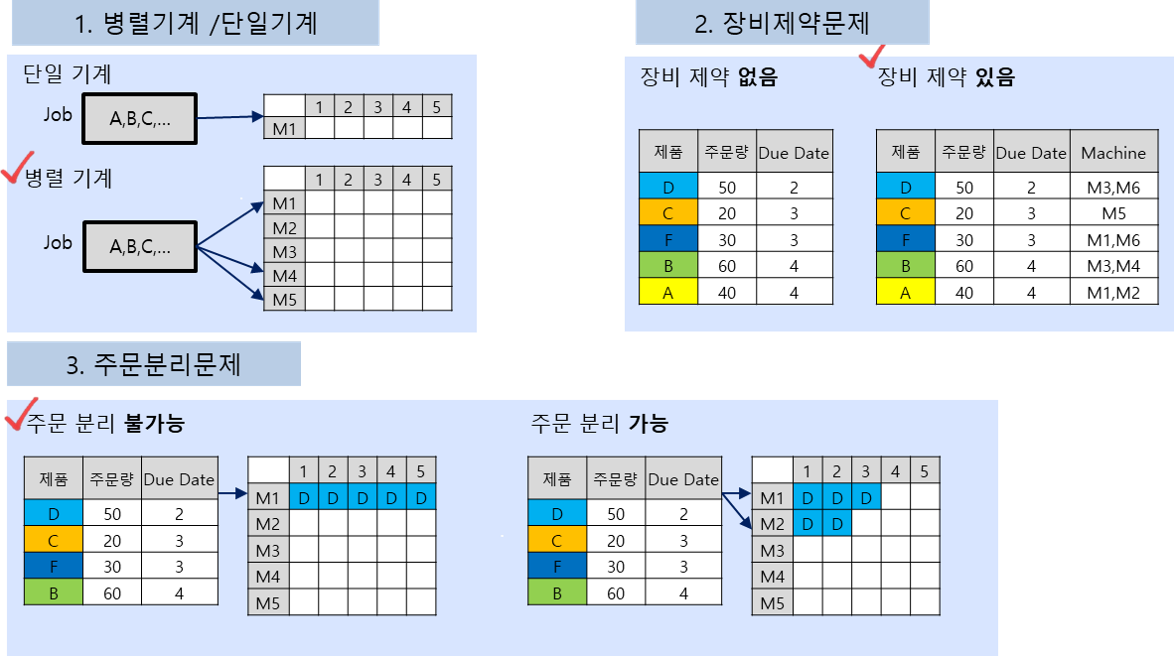 1. 병렬기계 /단일기계
단일 기계
Job
A,B,C,...
1 2 3 4 5
M1
병렬 기계
Job
A,B,C,...
1 2 3 4 5
M1
M2
M3
M4
M5
2. 장비제약문제
장비 제약 없음
제품 주문량 Due Date
D 50 2
C 20 3
F 30 3
B 60 4
A 40 4
장비 제약 있음
제품 주문량 Due Date Machine
D 50 2 M3,M6
C 20 3 M5
F 30 3 M1,M6
B 60 4 M3,M4
A 40 4 M1,M2
3. 주문분리문제
주문 분리 불가능
제품 주문량 Due Date
D 50 2
C 20 3
F 30 3
B 60 4
1 2 3 4 5
M1 D D D D D
M2
M3
M4
M5
주문 분리 가능
제품 주문량 Due Date
D 50 2
C 20 3
F 30 3
B 60 4
1 2 3 4 5
M1 D D D
M2 D D
M3
M4
M5